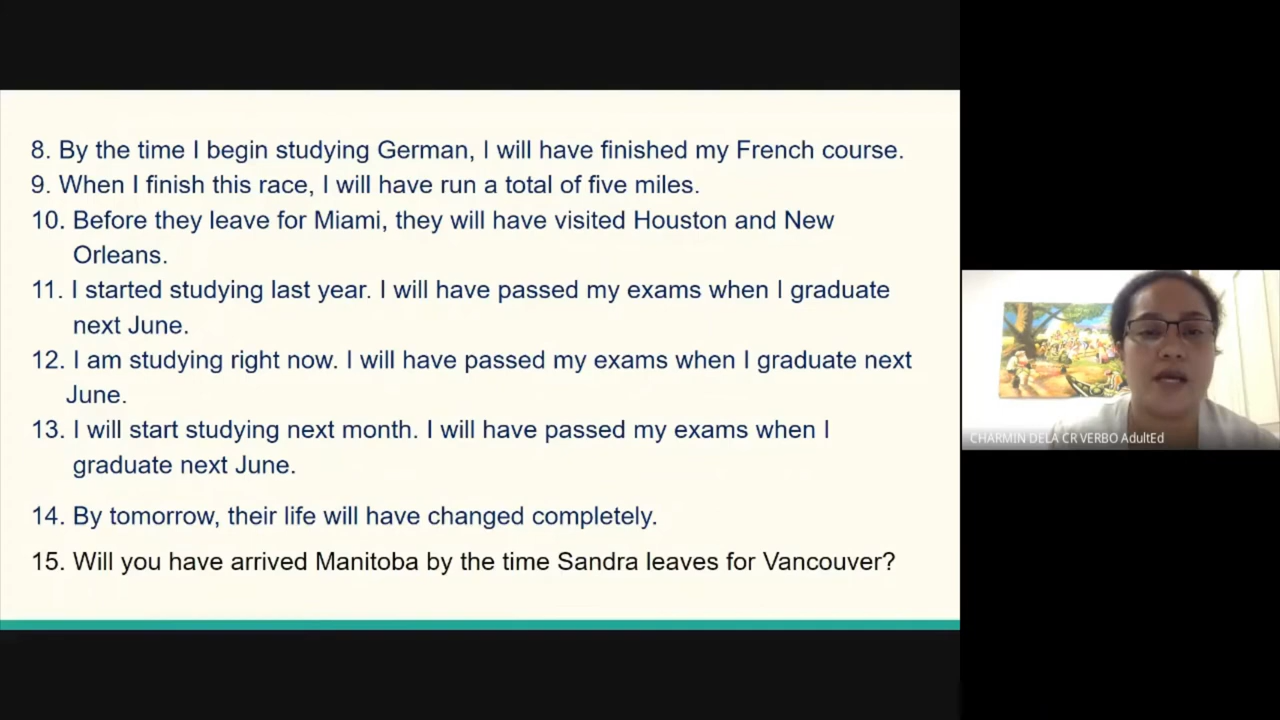 8. By the time I begin studying German, I will have finished my French course.
9. When I finish this race, I will have run a total of five miles.
10. Before they leave for Miami, they will have visited Houston and New
Orleans.
11. I started studying last year. I will have passed my exams when I graduate
next June.
12. I am studying right now. I will have passed my exams when I graduate next
June.
13. I will start studying next month. I will have passed my exams when I
graduate next June.
14. By tomorrow, their life will have changed completely.
15. Will you have arrived Manitoba by the time Sandra leaves for Vancouver?
CHARMIN DELA CR VERBO AdultEd